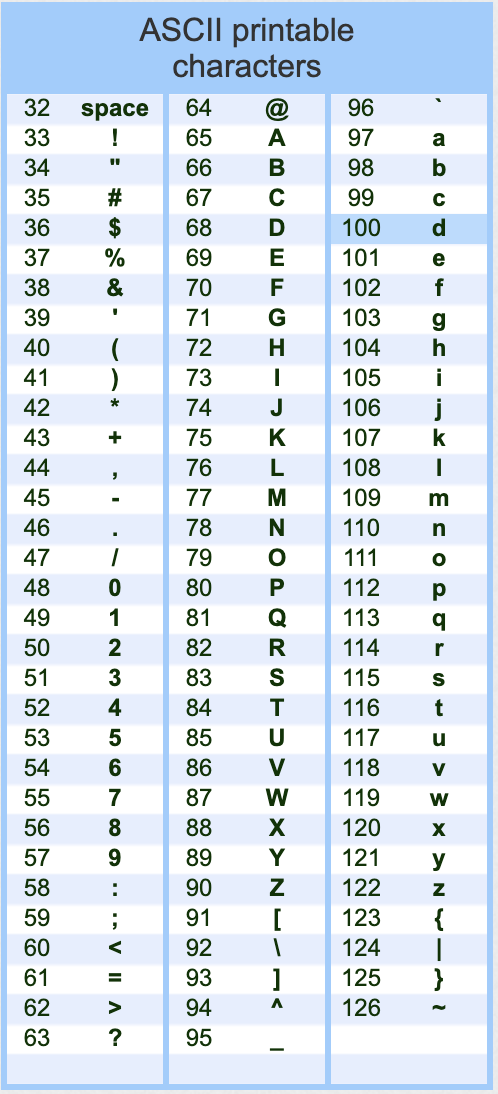 ASCII printable
characters
32 space 64 @ 96 `
33 ! 65 A 97 a
34 " 66 B 98 b
35 # 67 C 99 c
36 $ 68 D 100 d
37 % 69 E 101 e
38 & 70 F 102 f
39 ' 71 G 103 g
40 ( 72 H 104 h
41 ) 73 I 105 i
42 * 74 J 106 j
43 + 75 K 107 k
44 , 76 L 108 l
45 - 77 M 109 m
46 . 78 N 110 n
47 / 79 O 111 o
48 0 80 P 112 p
49 1 81 Q 113 q
50 2 82 R 114 r
51 3 83 S 115 s
52 4 84 T 116 t
53 5 85 U 117 u
54 6 86 V 118 v
55 7 87 W 119 w
56 8 88 X 120 x
57 9 89 Y 121 y
58 : 90 Z 122 z
59 ; 91 [ 123 {
60 < 92 \ 124 |
61 = 93 ] 125 }
62 > 94 ^ 126 ~
63 ? 95 _